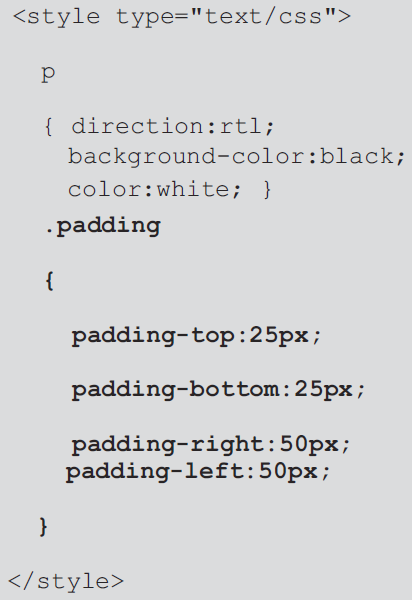 <style type="text/css">
p
{ direction:rtl;
background-color:black;
color:white; }
.padding
{
padding-top:25px;
padding-bottom:25px;
padding-right:50px;
padding-left:50px;
}
</style>